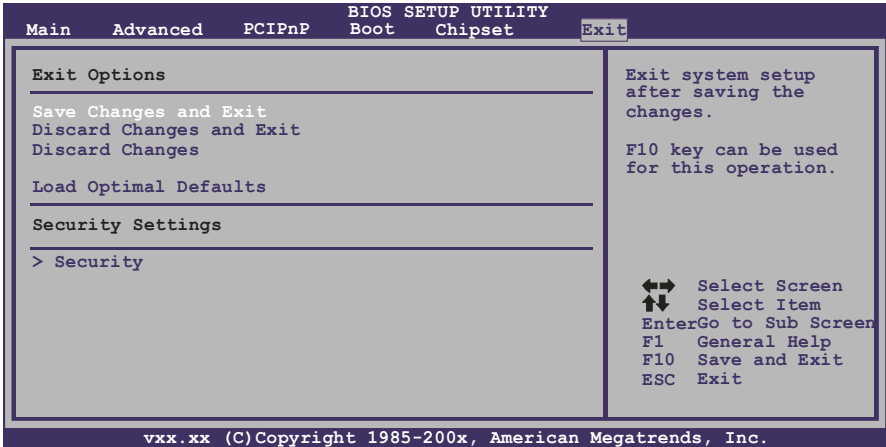 BIOS SETUP UTILITY
Main Advanced PCIPnP Boot Chipset Exit
Exit Options
Save Changes and Exit
Discard Changes and Exit
Discard Changes
Load Optimal Defaults
Security Settings
> Security
Exit system setup
after saving the
changes.
F10 key can be used
for this operation.
Select Screen
Select Item
Enter Go to Sub Screen
F1 General Help
F10 Save and Exit
ESC Exit
vxx.xx (C)Copyright 1985-200x, American Megatrends, Inc.